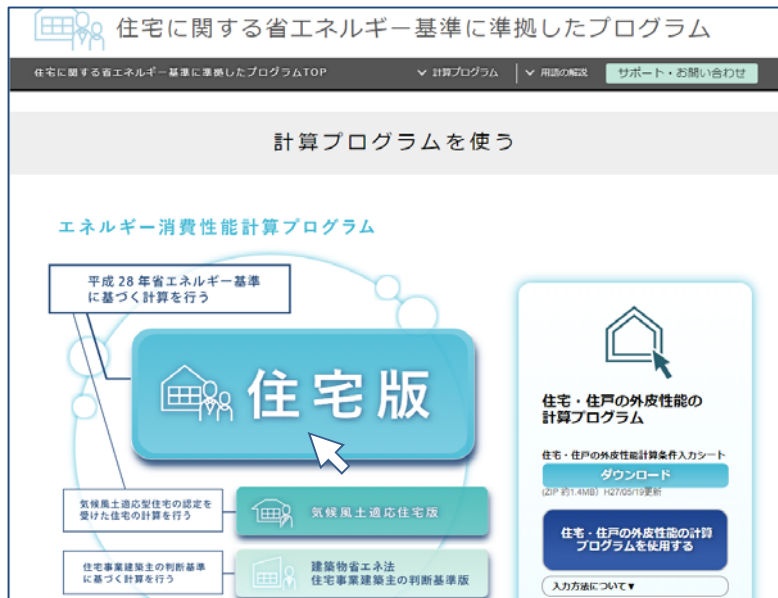 住宅に関する省エネルギー基準に準拠したプログラム
住宅に関する省エネルギー基準に準拠したプログラムTOP
計算プログラム
用語の解説
サポート・お問い合わせ
計算プログラムを使う
エネルギー消費性能計算プログラム
平成28年省エネルギー基準
に基づく計算を行う
住宅版
気候風土適応型住宅の認定を
受けた住宅の計算を行う
気候風土適応住宅版
住宅事業建築主の判断基準
に基づく計算を行う
建築物省エネ法
住宅事業建築主の判断基準版
住宅・住戸の外皮性能の
計算プログラム
住宅・住戸の外皮性能計算条件入力シート
ダウンロード
(ZIP 約1.4MB) H27/05/19更新
住宅・住戸の外皮性能の計算
プログラムを使用する
入力方法について▼